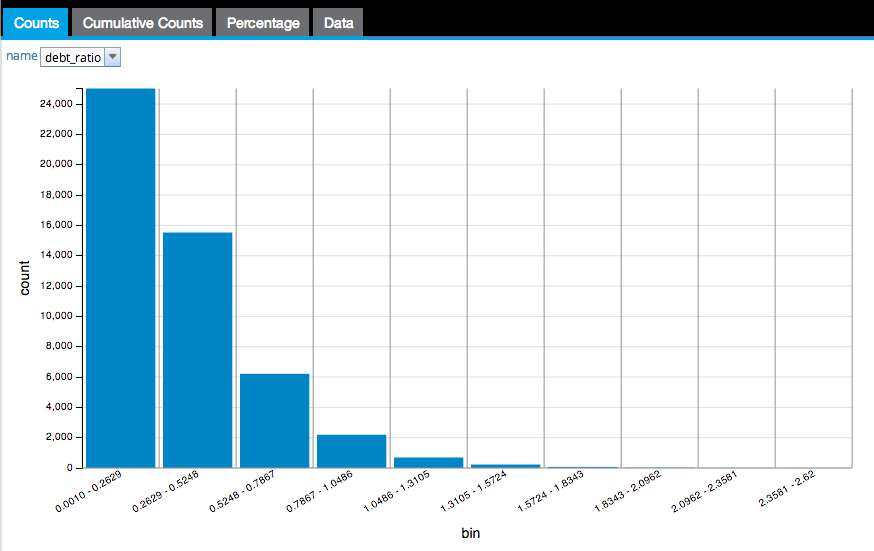 Counts Cumulative Counts Percentage Data
name debt_ratio
24,000
22,000
20,000
18,000
16,000
14,000
12,000
10,000
8,000
6,000
4,000
2,000
0
count
0.0010 - 0.2629
0.2629 - 0.5248
0.5248 - 0.7867
0.7867 - 1.0486
1.0486 - 1.3105
1.3105 - 1.5724
1.5724 - 1.8343
1.8343 - 2.0962
2.0962 - 2.3581
2.3581 - 2.62
bin